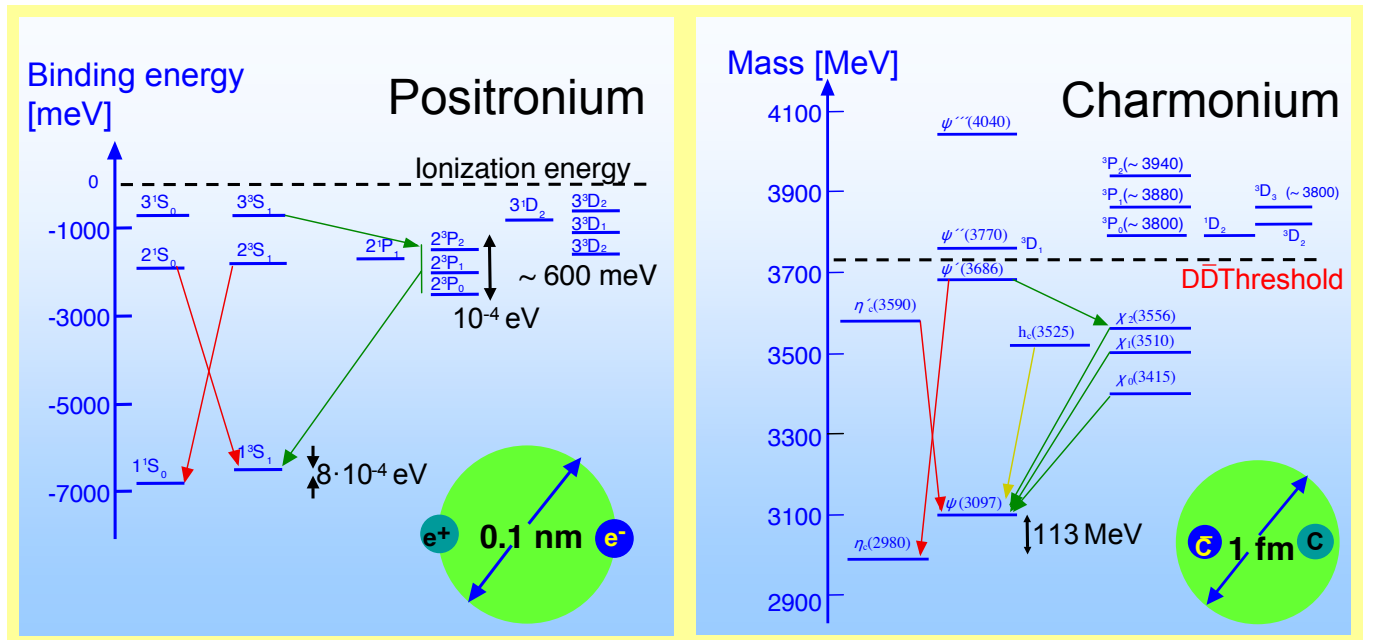 Binding energy
[meV]
Positronium
Ionization energy
0
3¹S₀
3³S₁
3¹D₂
3³D₂
3³D₁
3³D₂
-1000
2¹S₀
2³S₁
2¹P₁
2³P₂
2³P₁
2³P₀
~ 600 meV
10⁻⁴ eV
-3000
-5000
1¹S₀
1³S₁
8·10⁻⁴ eV
-7000
e⁺
0.1 nm
e⁻
Mass [MeV]
Charmonium
4100
ψ´´´(4040)
³P₂(~ 3940)
3900
³P₁(~ 3880)
³D₃ (~ 3800)
³P₀(~ 3800)
¹D₂
³D₂
ψ´´(3770)
³D₁
3700
ψ´(3686)
DD̄Threshold
η´c(3590)
hc(3525)
χ₂(3556)
3500
χ₁(3510)
χ₀(3415)
3300
ψ(3097)
3100
113 MeV
ηc(2980)
2900
C̄
1 fm
C